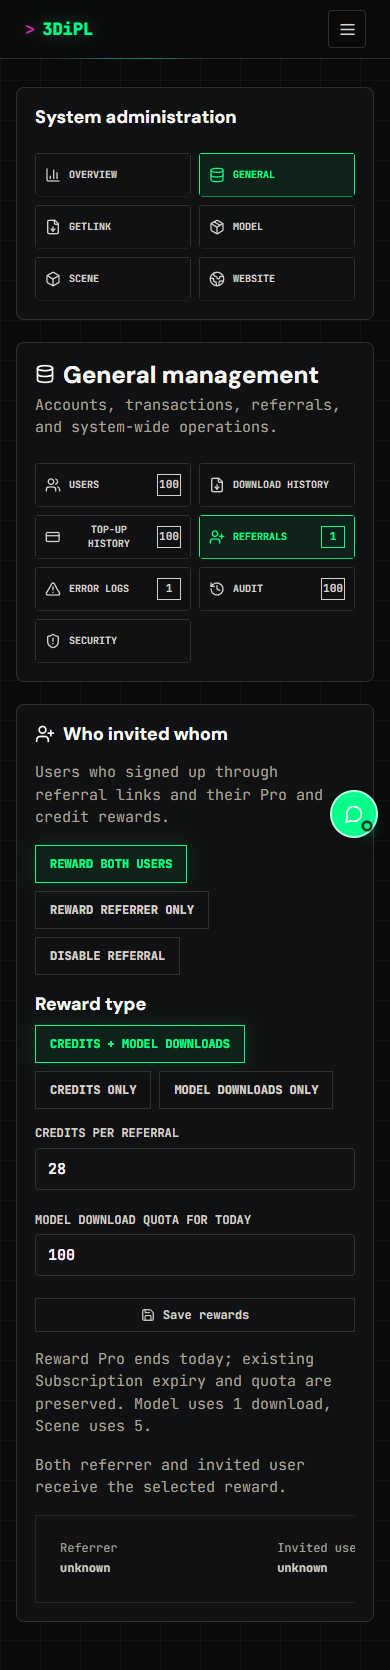 > 3DiPL
System administration
OVERVIEW
GENERAL
GETLINK
MODEL
SCENE
WEBSITE
General management
Accounts, transactions, referrals,
and system-wide operations.
USERS 100
DOWNLOAD HISTORY
TOP-UP
HISTORY 100
REFERRALS 1
ERROR LOGS 1
AUDIT 100
SECURITY
Who invited whom
Users who signed up through
referral links and their Pro and
credit rewards.
REWARD BOTH USERS
REWARD REFERRER ONLY
DISABLE REFERRAL
Reward type
CREDITS + MODEL DOWNLOADS
CREDITS ONLY
MODEL DOWNLOADS ONLY
CREDITS PER REFERRAL
28
MODEL DOWNLOAD QUOTA FOR TODAY
100
Save rewards
Reward Pro ends today; existing
Subscription expiry and quota are
preserved. Model uses 1 download,
Scene uses 5.
Both referrer and invited user
receive the selected reward.
Referrer
unknown
Invited use
unknown